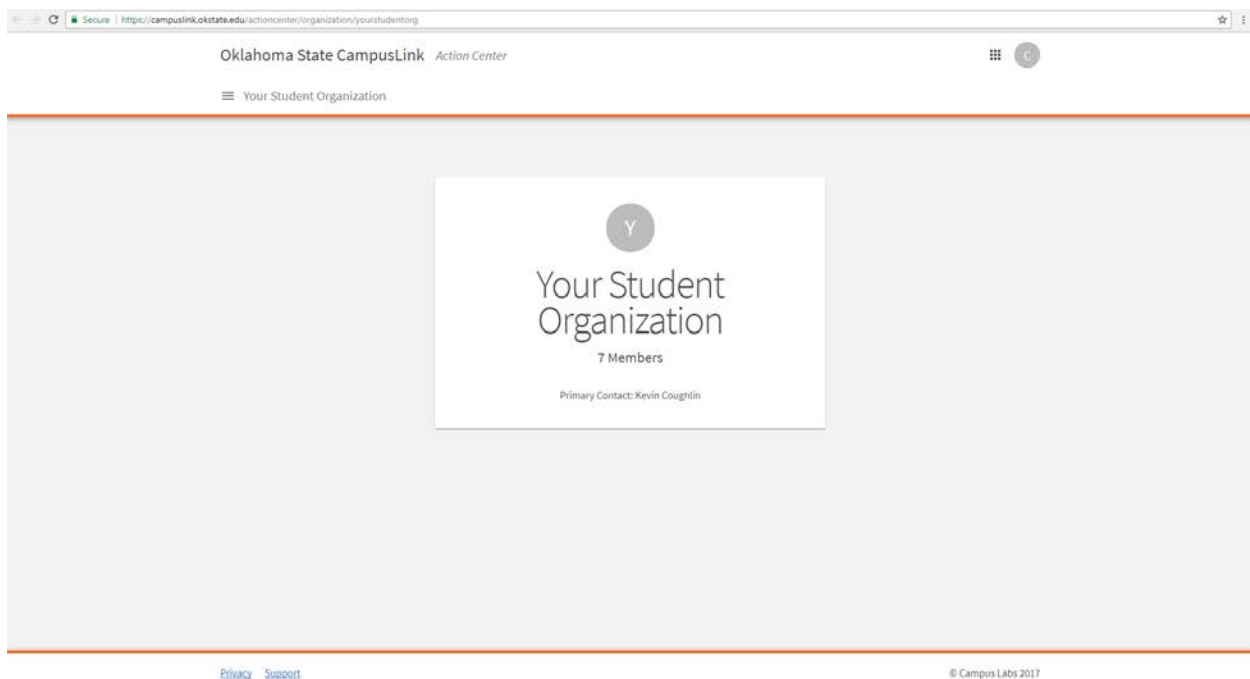 Secure | https://campuslink.okstate.edu/actioncenter/organization/yourstudentorg
Oklahoma State CampusLink Action Center
C
Your Student Organization
Y
Your Student
Organization
7 Members
Primary Contact: Kevin Coughlin
Privacy Support
© Campus Labs 2017